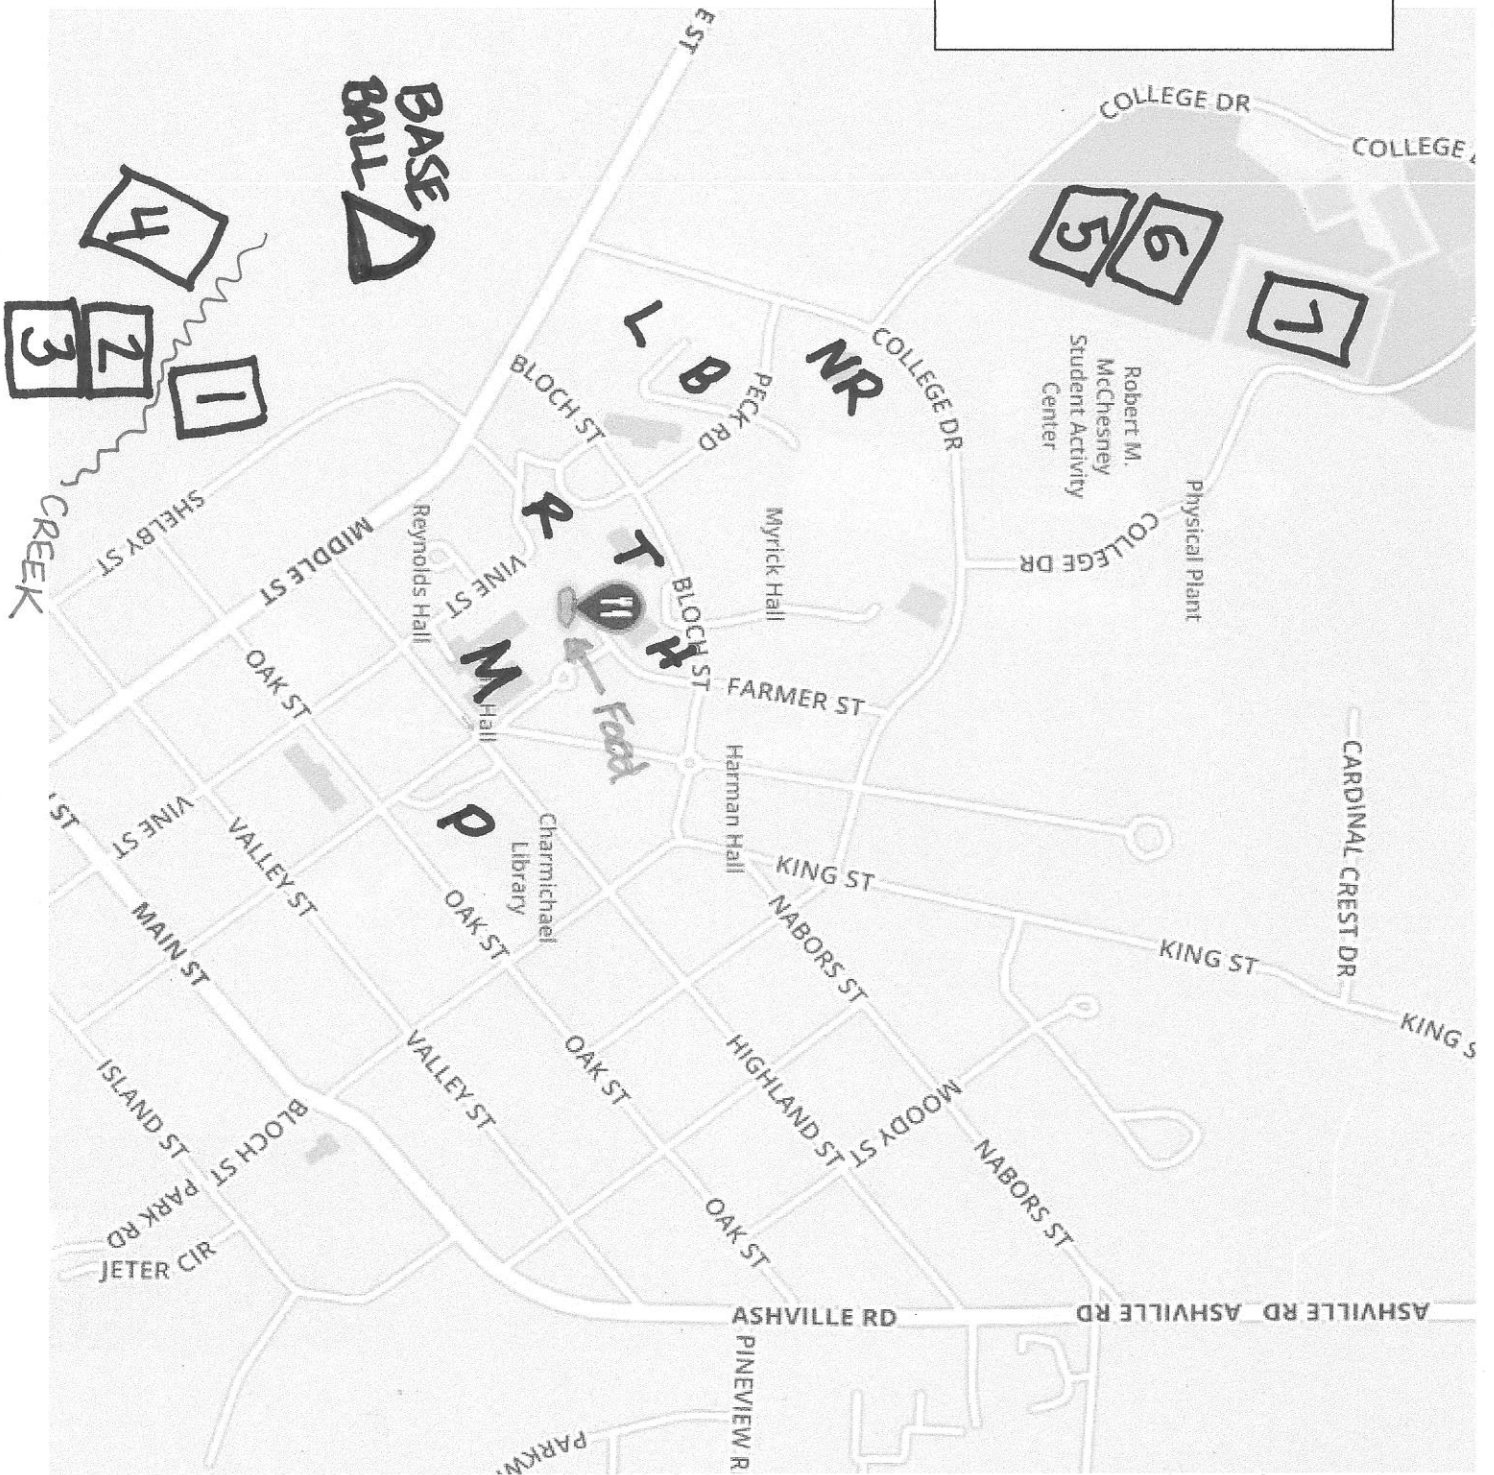 E ST
COLLEGE DR
COLLEGE
BASE
BALL
4
5
6
7
3
2
1
L
B
NR
COLLEGE DR
BLOCH ST
PECK RD
Robert M.
McChesney
Student Activity
Center
Physical Plant
COLLEGE DR
CREEK
SHELBY ST
MIDDLE ST
Reynolds Hall
VINE ST
R
T
Myrick Hall
BLOCH ST
H
M
Hall
Food
FARMER ST
OAK ST
Harman Hall
P
Charmichael
Library
KING ST
CARDINAL CREST DR
ST
VINE ST
VALLEY ST
MAIN ST
OAK ST
NABORS ST
KING ST
KING S
VALLEY ST
OAK ST
HIGHLAND ST
MOODY ST
ISLAND ST
BLOCH ST
PARK RD
JETER CIR
OAK ST
NABORS ST
ASHVILLE RD
ASHVILLE RD
ASHVILLE RD
ASHVILLE RD
PINEVIEW R
PARKW